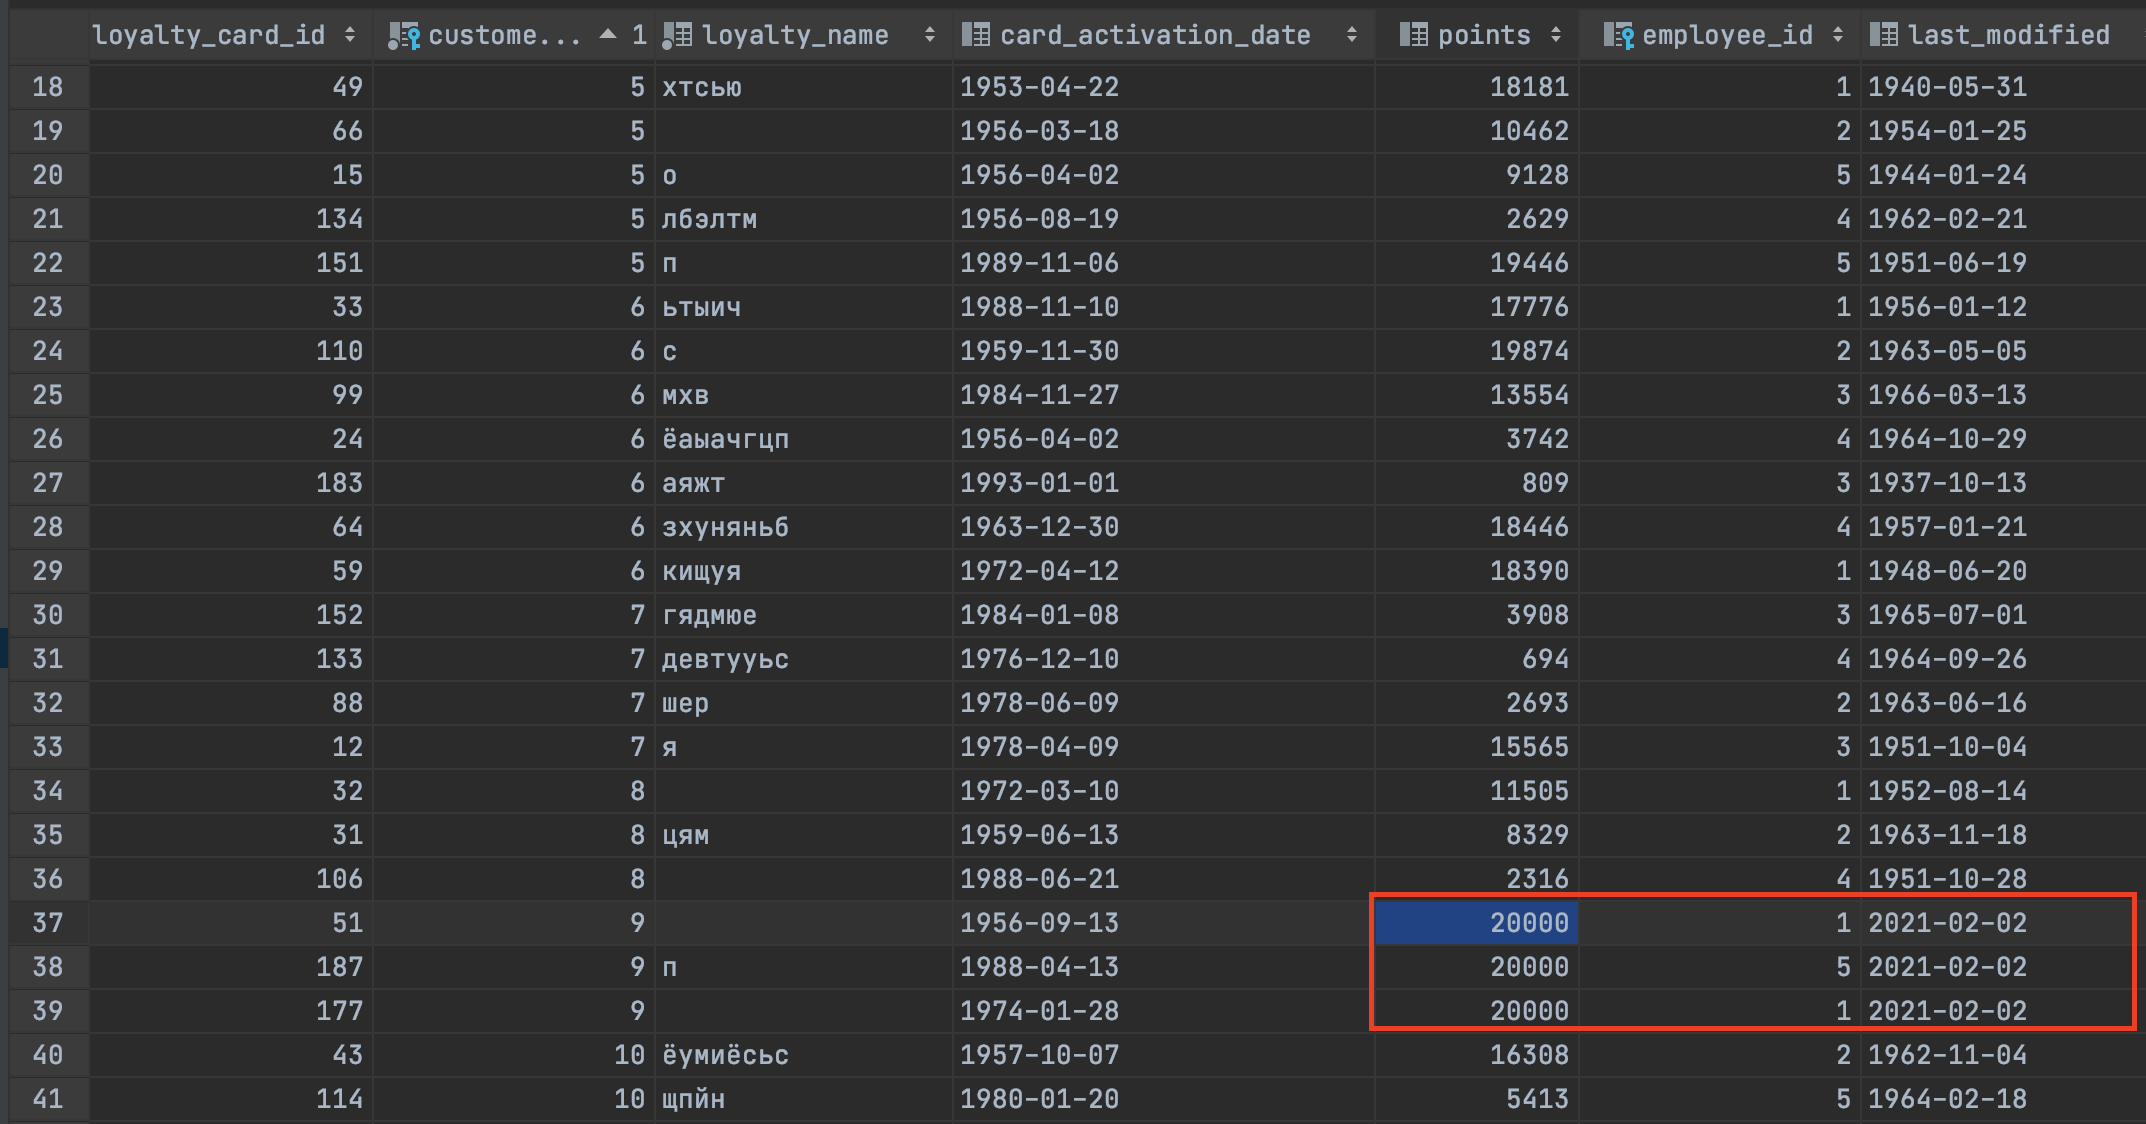 loyalty_card_id custome... 1 loyalty_name card_activation_date points employee_id last_modified
18 49 5 хтсью 1953-04-22 18181 1 1940-05-31
19 66 5 1956-03-18 10462 2 1954-01-25
20 15 5 о 1956-04-02 9128 5 1944-01-24
21 134 5 лбэлтм 1956-08-19 2629 4 1962-02-21
22 151 5 п 1989-11-06 19446 5 1951-06-19
23 33 6 ьтыич 1988-11-10 17776 1 1956-01-12
24 110 6 с 1959-11-30 19874 2 1963-05-05
25 99 6 мхв 1984-11-27 13554 3 1966-03-13
26 24 6 ёаыачгцп 1956-04-02 3742 4 1964-10-29
27 183 6 аяжт 1993-01-01 809 3 1937-10-13
28 64 6 зхуняньб 1963-12-30 18446 4 1957-01-21
29 59 6 кищуя 1972-04-12 18390 1 1948-06-20
30 152 7 гядмюе 1984-01-08 3908 3 1965-07-01
31 133 7 девтууьс 1976-12-10 694 4 1964-09-26
32 88 7 шер 1978-06-09 2693 2 1963-06-16
33 12 7 я 1978-04-09 15565 3 1951-10-04
34 32 8 1972-03-10 11505 1 1952-08-14
35 31 8 цям 1959-06-13 8329 2 1963-11-18
36 106 8 1988-06-21 2316 4 1951-10-28
37 51 9 1956-09-13 20000 1 2021-02-02
38 187 9 п 1988-04-13 20000 5 2021-02-02
39 177 9 1974-01-28 20000 1 2021-02-02
40 43 10 ёумиёсьс 1957-10-07 16308 2 1962-11-04
41 114 10 щпйн 1980-01-20 5413 5 1964-02-18